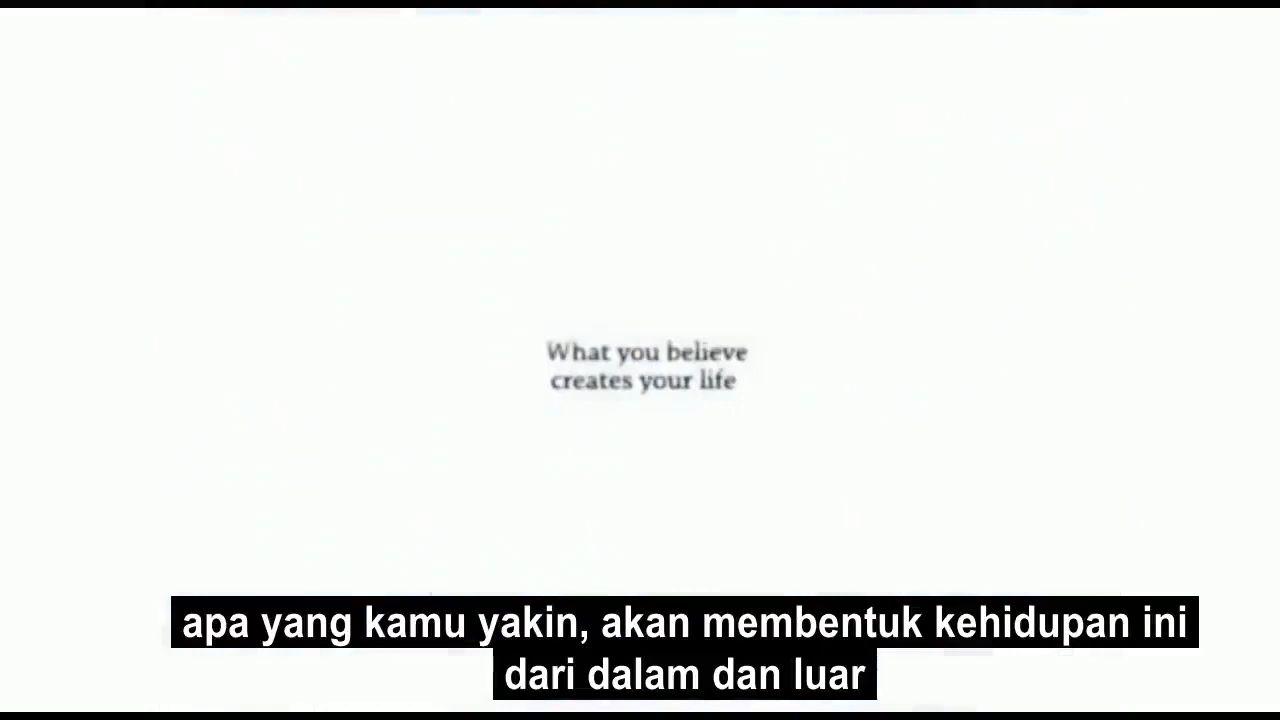 What you believe
creates your life
apa yang kamu yakin, akan membentuk kehidupan ini
dari dalam dan luar